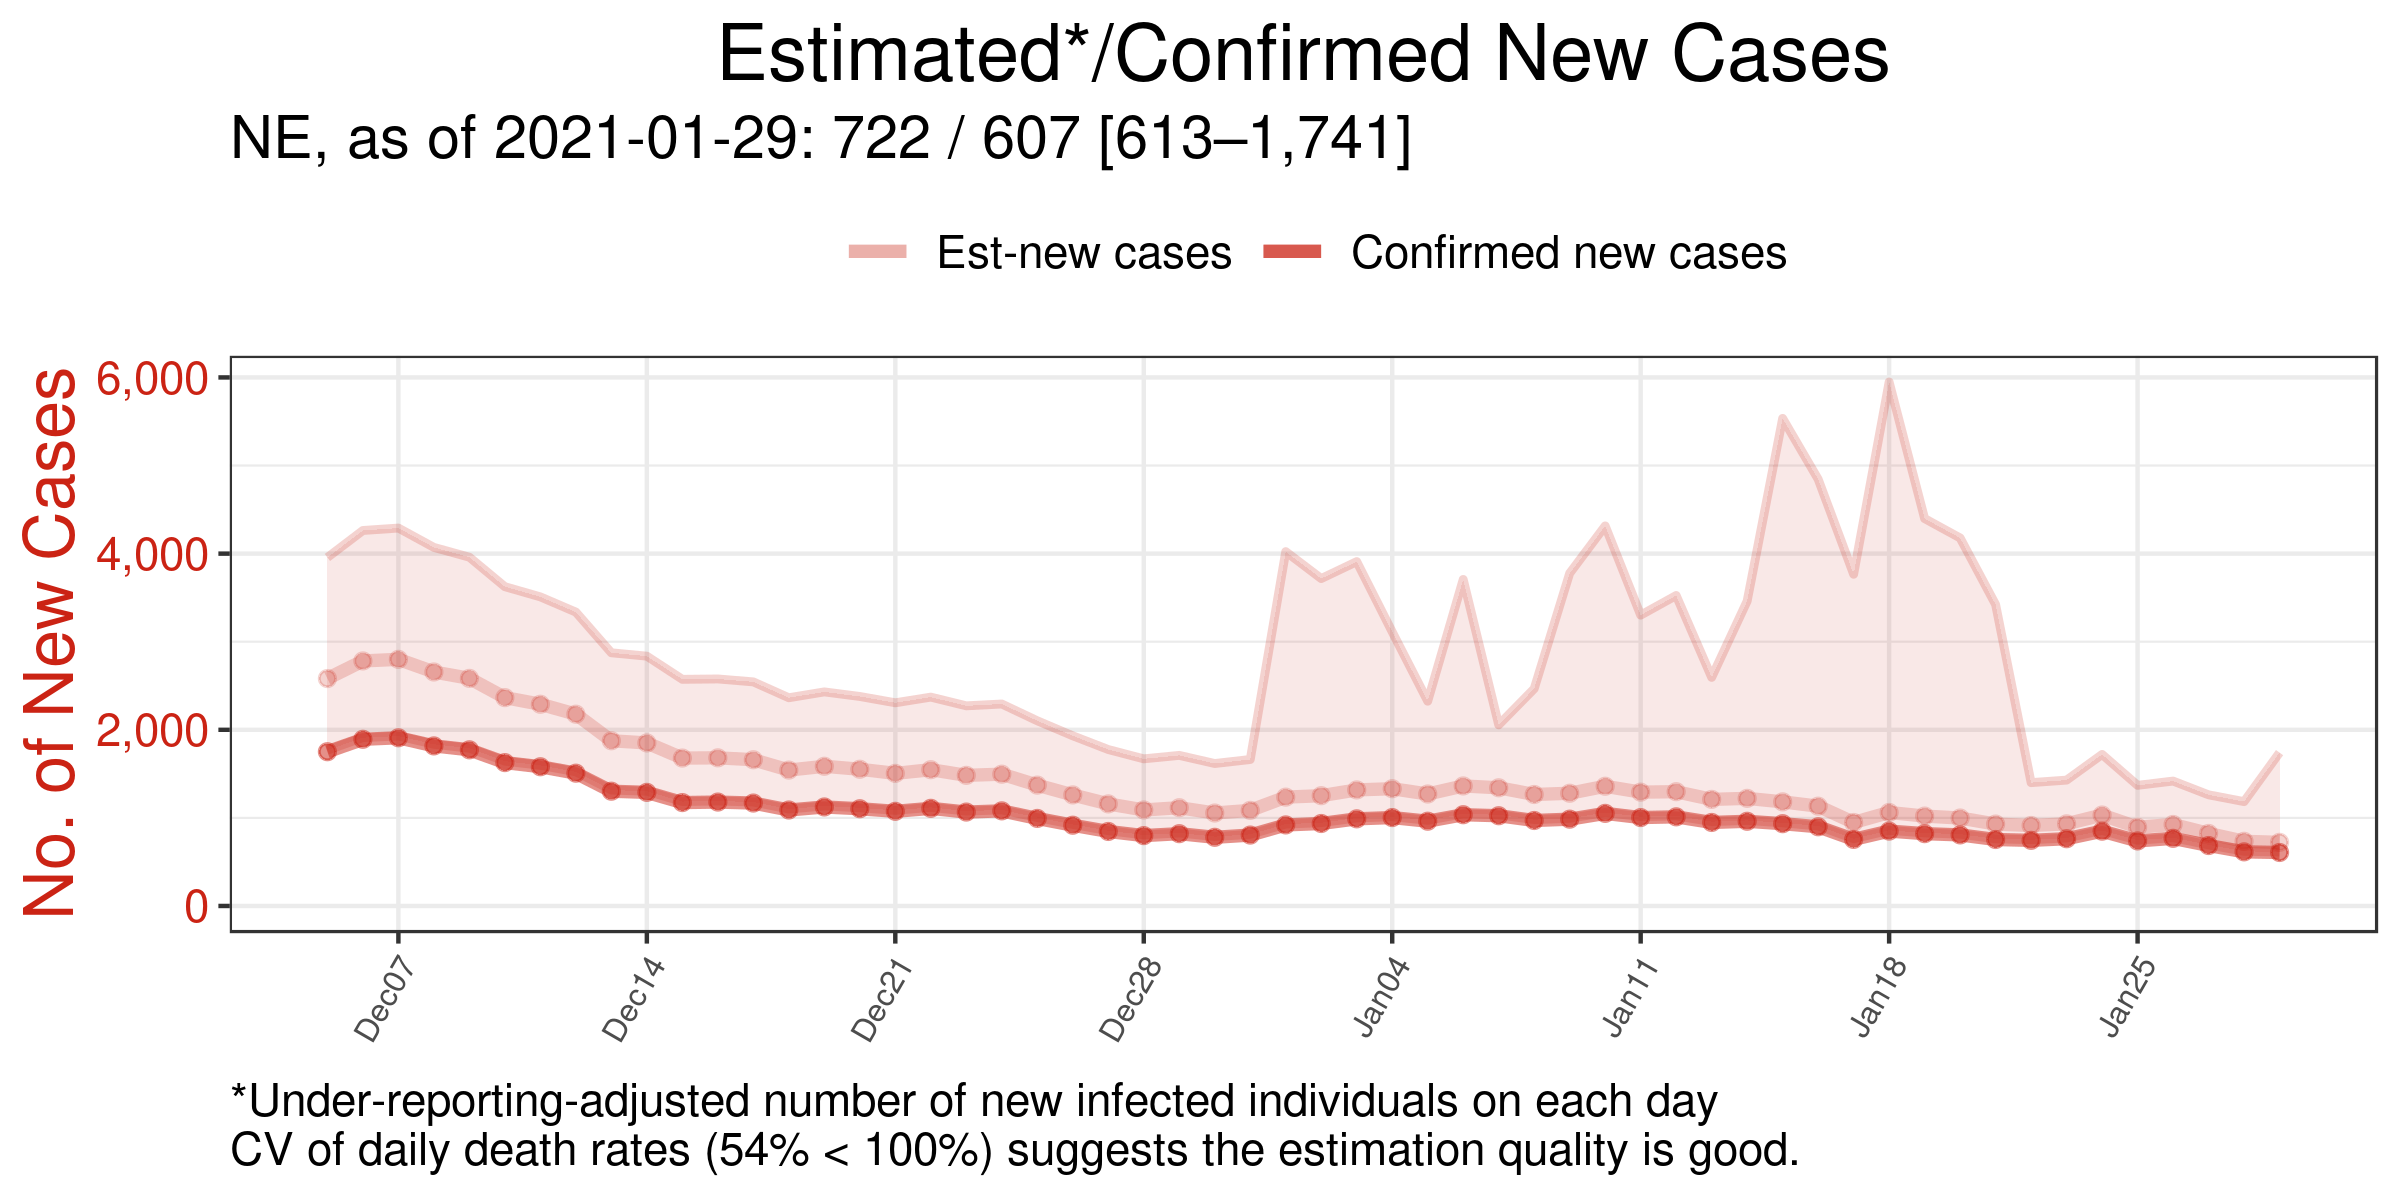 Estimated*/Confirmed New Cases
NE, as of 2021-01-29: 722 / 607 [613–1,741]
Est-new cases
Confirmed new cases
No. of New Cases
6,000
4,000
2,000
0
Dec07
Dec14
Dec21
Dec28
Jan04
Jan11
Jan18
Jan25
*Under-reporting-adjusted number of new infected individuals on each day
CV of daily death rates (54% < 100%) suggests the estimation quality is good.